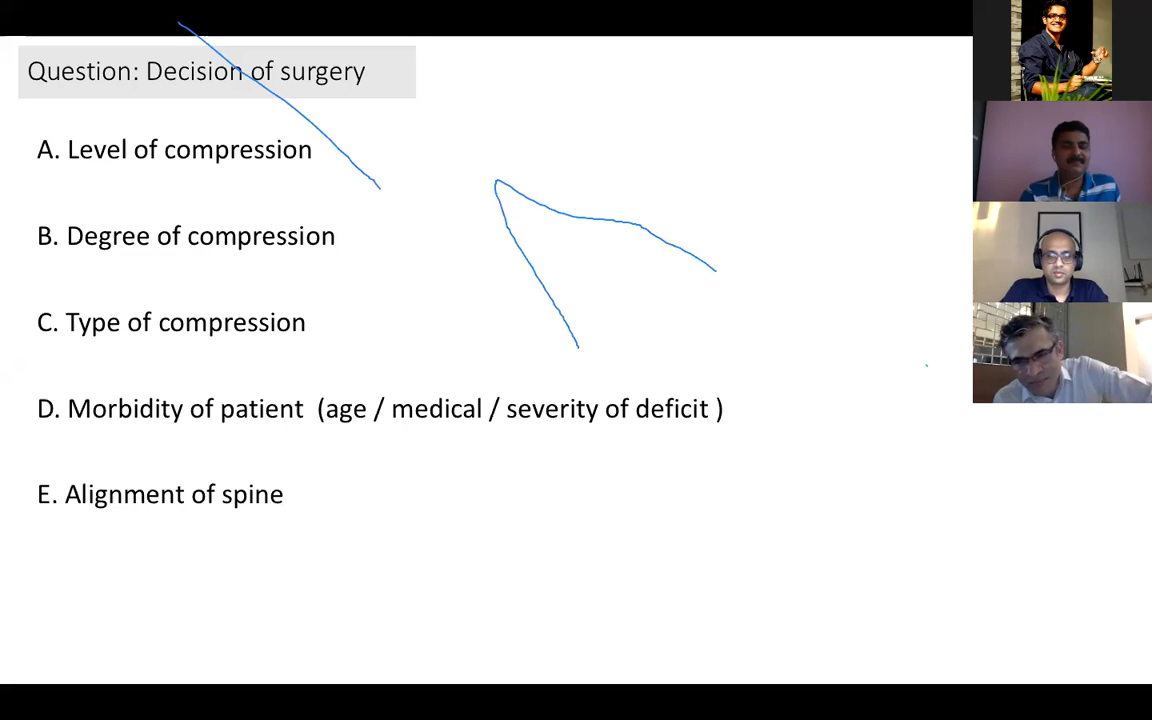 Question: Decision of surgery
A. Level of compression
B. Degree of compression
C. Type of compression
D. Morbidity of patient (age / medical / severity of deficit )
E. Alignment of spine